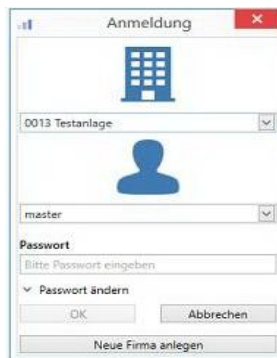 Anmeldung
0013 Testanlage
master
Passwort
Bitte Passwort eingeben
Passwort ändern
OK
Abbrechen
Neue Firma anlegen